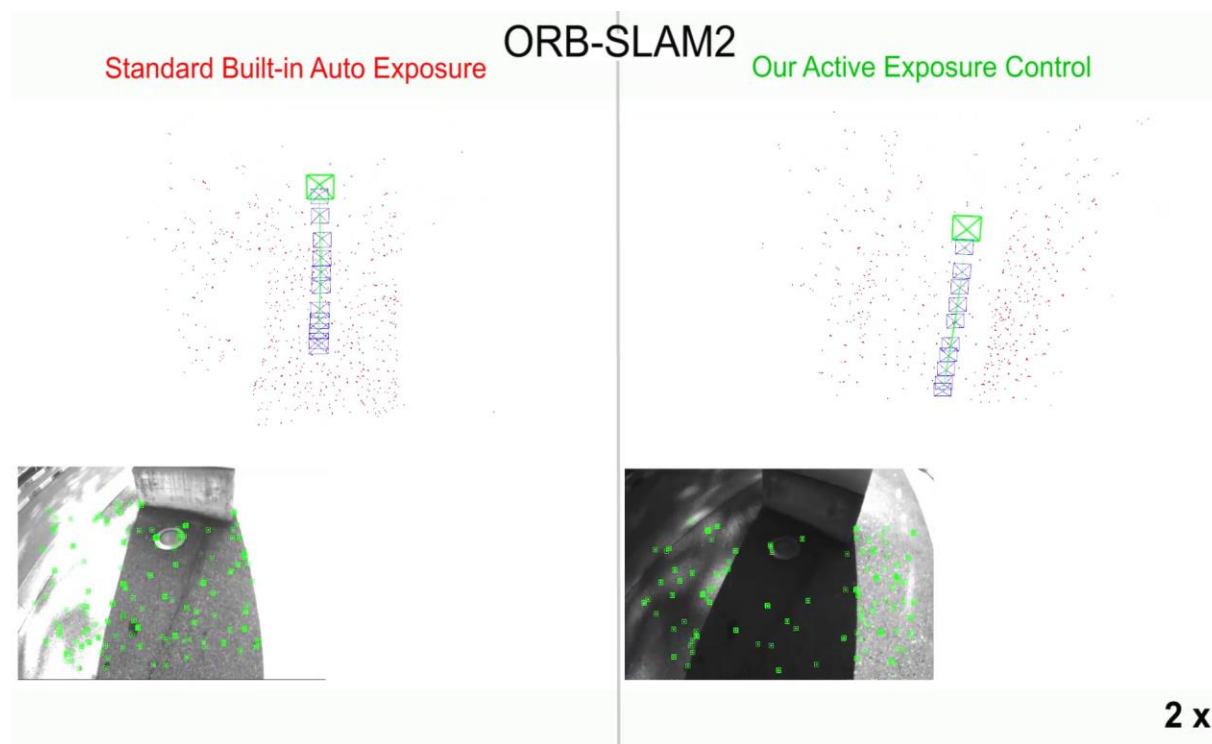 ORB-SLAM2
Standard Built-in Auto Exposure
Our Active Exposure Control
2 x